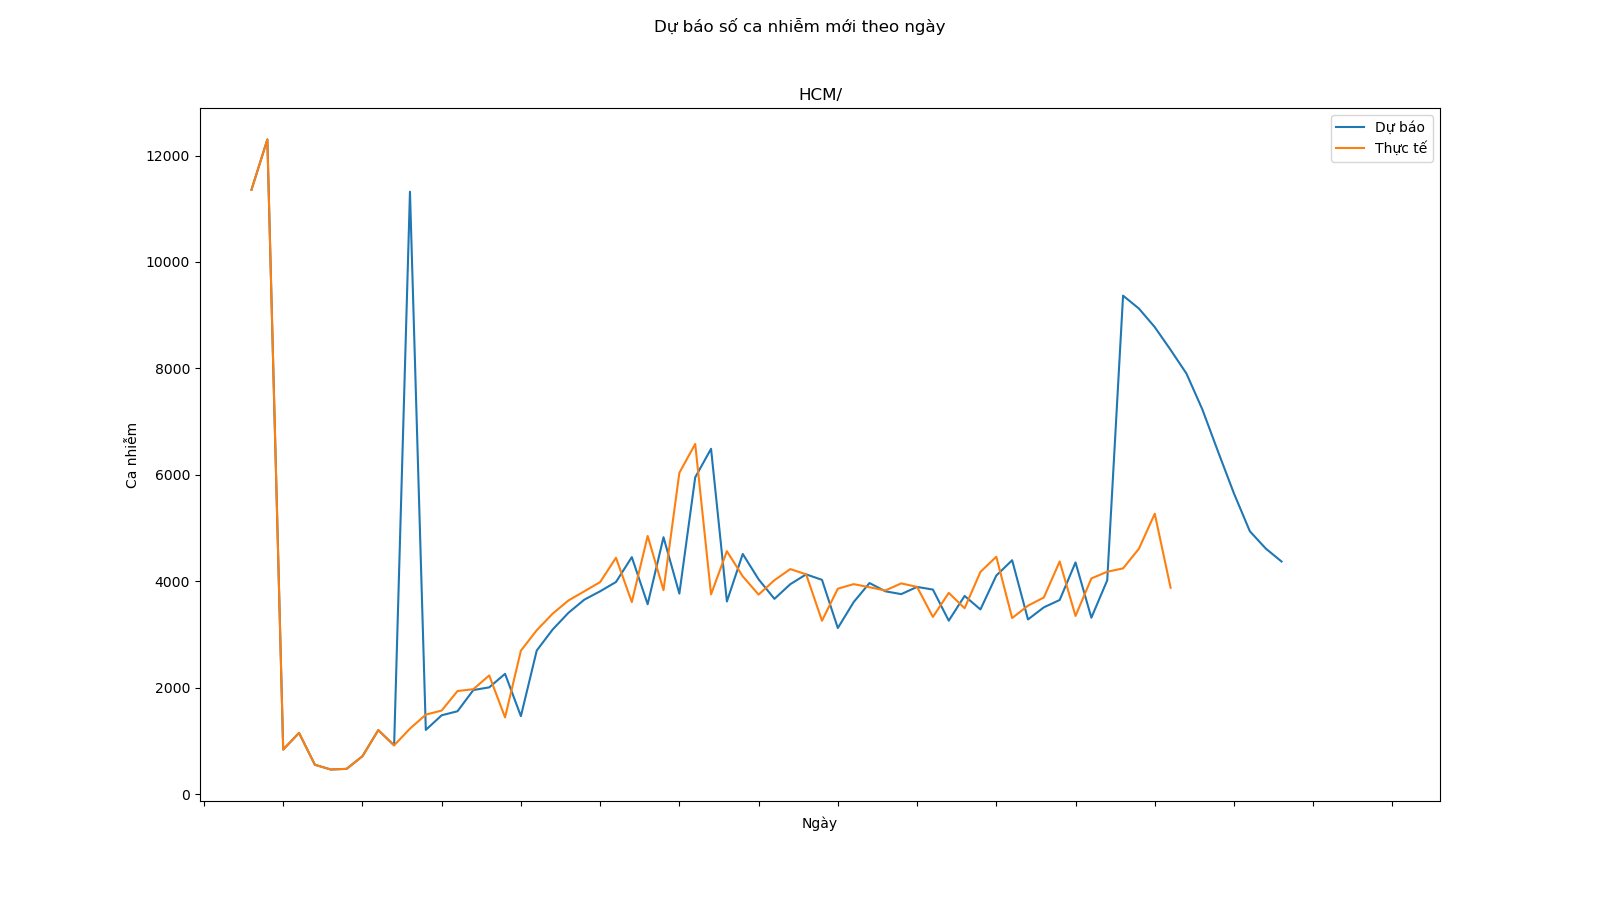 Dự báo số ca nhiễm mới theo ngày
HCM/
Dự báo
Thực tế
12000
10000
8000
6000
4000
2000
0
Ca nhiễm
Ngày